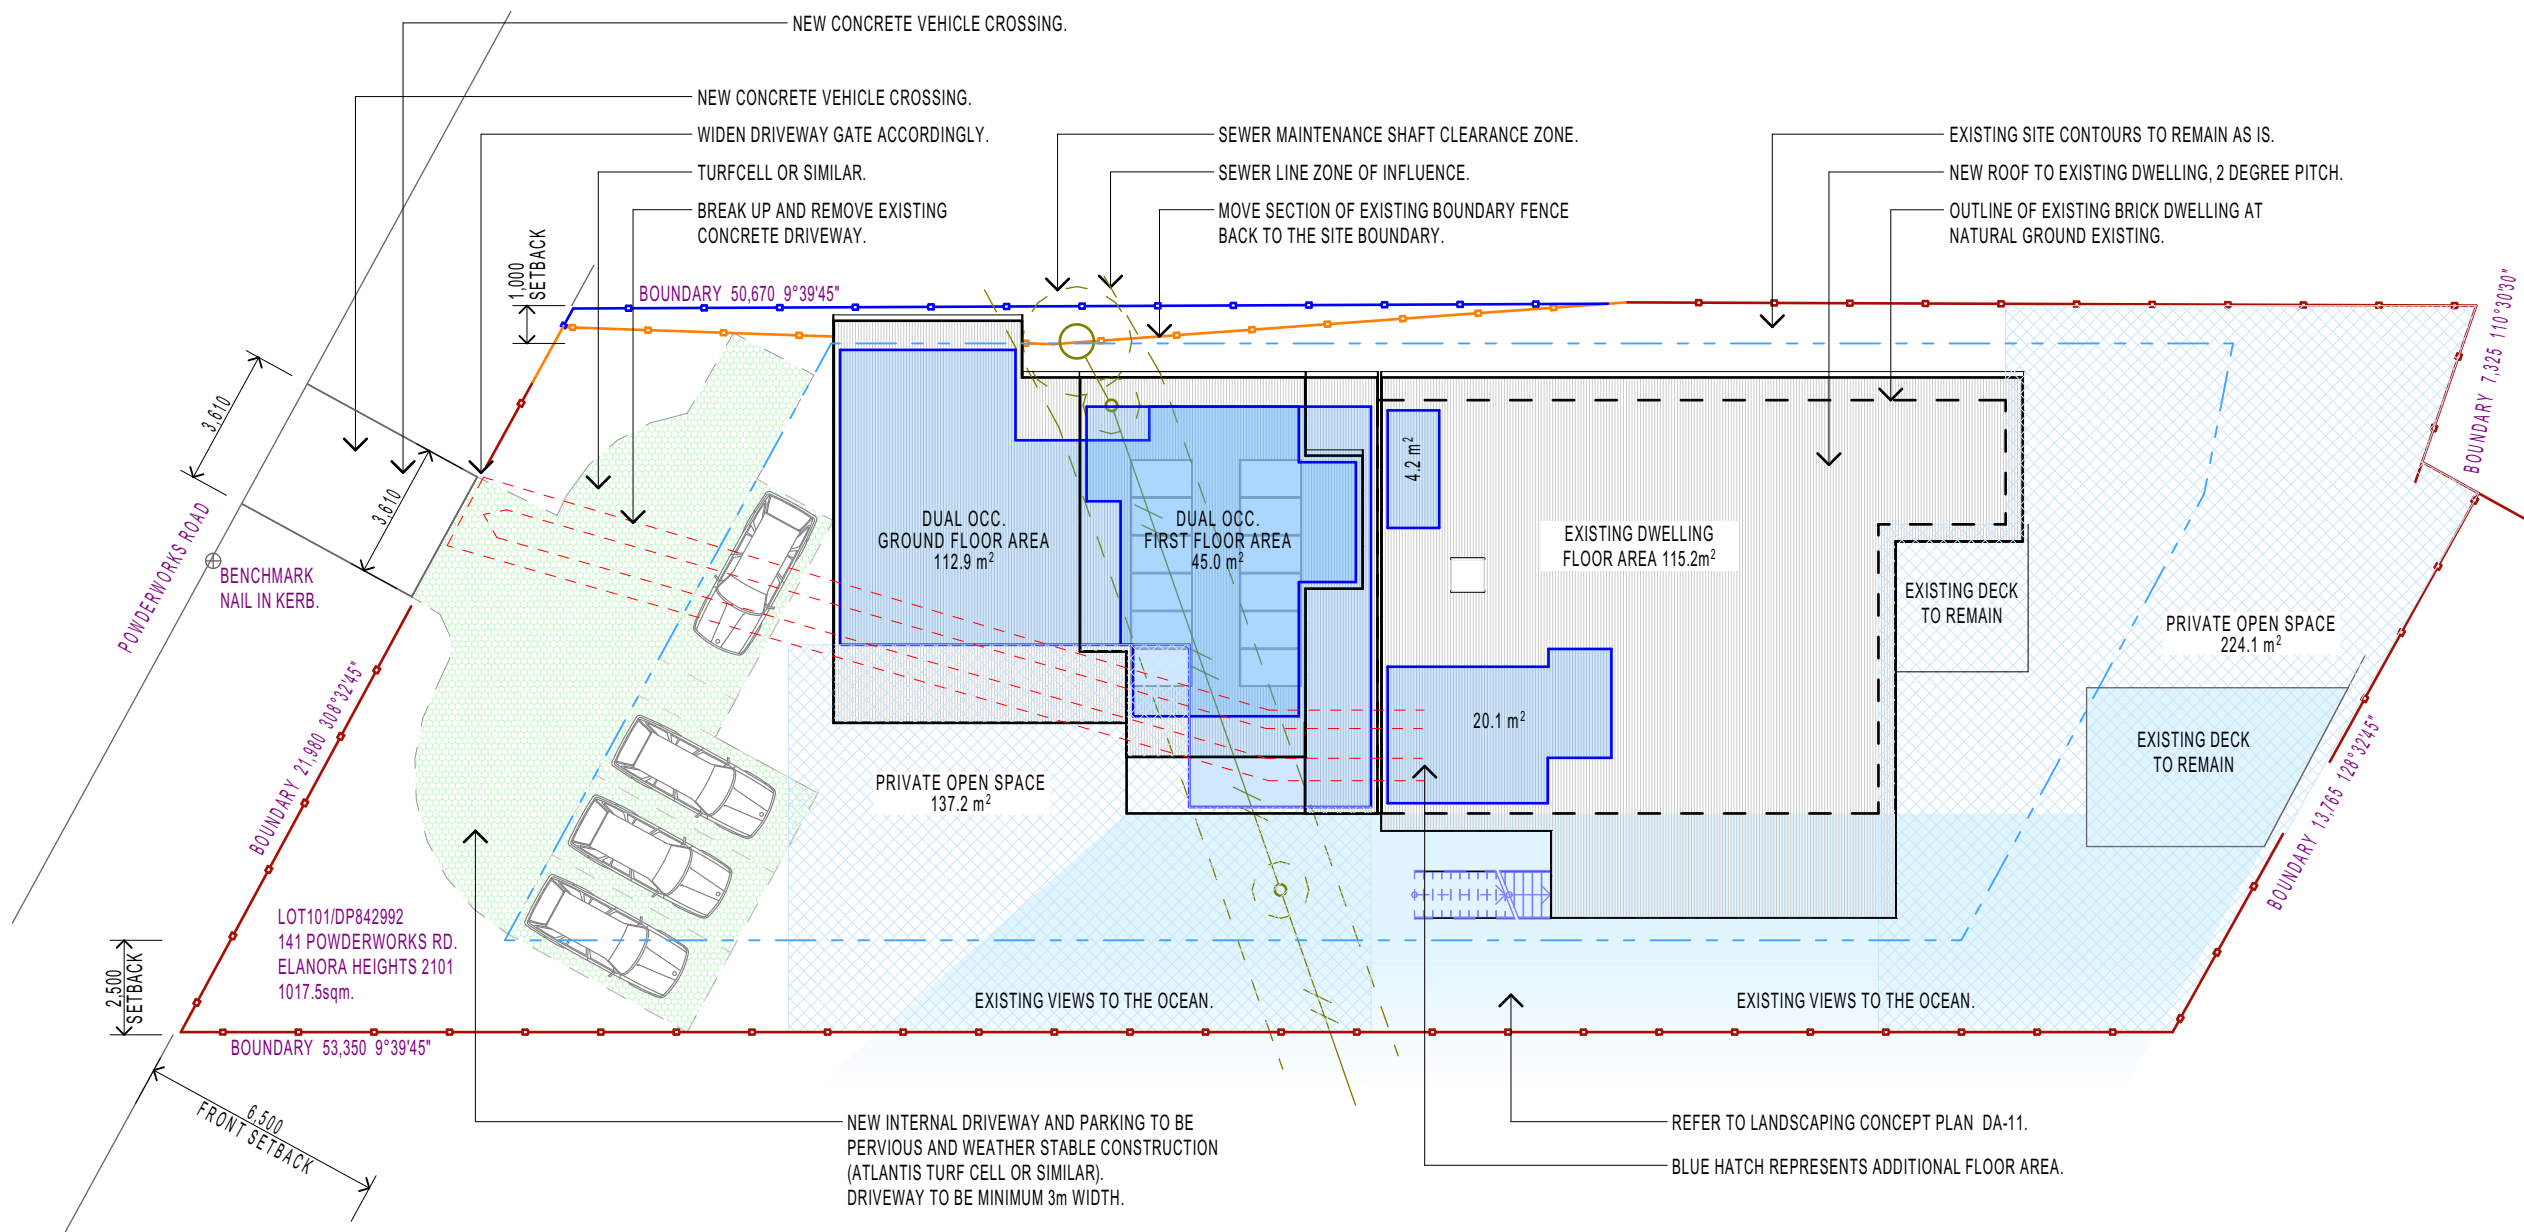 NEW CONCRETE VEHICLE CROSSING.
NEW CONCRETE VEHICLE CROSSING.
WIDEN DRIVEWAY GATE ACCORDINGLY.
TURFCELL OR SIMILAR.
BREAK UP AND REMOVE EXISTING
CONCRETE DRIVEWAY.
SEWER MAINTENANCE SHAFT CLEARANCE ZONE.
SEWER LINE ZONE OF INFLUENCE.
MOVE SECTION OF EXISTING BOUNDARY FENCE
BACK TO THE SITE BOUNDARY.
EXISTING SITE CONTOURS TO REMAIN AS IS.
NEW ROOF TO EXISTING DWELLING, 2 DEGREE PITCH.
OUTLINE OF EXISTING BRICK DWELLING AT
NATURAL GROUND EXISTING.
1,000
SETBACK
BOUNDARY 50,670 9°39'45"
BOUNDARY 7,325 110°30'30"
3,610
3,610
POWDERWORKS ROAD
BENCHMARK
NAIL IN KERB.
DUAL OCC.
GROUND FLOOR AREA
112.9 m²
DUAL OCC.
FIRST FLOOR AREA
45.0 m²
4.2 m²
EXISTING DWELLING
FLOOR AREA 115.2m²
EXISTING DECK
TO REMAIN
PRIVATE OPEN SPACE
224.1 m²
20.1 m²
EXISTING DECK
TO REMAIN
PRIVATE OPEN SPACE
137.2 m²
BOUNDARY 21,980 308°32'45"
BOUNDARY 13,765 128°32'45"
LOT101/DP842992
141 POWDERWORKS RD.
ELANORA HEIGHTS 2101
1017.5sqm.
2,500
SETBACK
EXISTING VIEWS TO THE OCEAN.
EXISTING VIEWS TO THE OCEAN.
BOUNDARY 53,350 9°39'45"
6,500
FRONT SETBACK
NEW INTERNAL DRIVEWAY AND PARKING TO BE
PERVIOUS AND WEATHER STABLE CONSTRUCTION
(ATLANTIS TURF CELL OR SIMILAR).
DRIVEWAY TO BE MINIMUM 3m WIDTH.
REFER TO LANDSCAPING CONCEPT PLAN DA-11.
BLUE HATCH REPRESENTS ADDITIONAL FLOOR AREA.